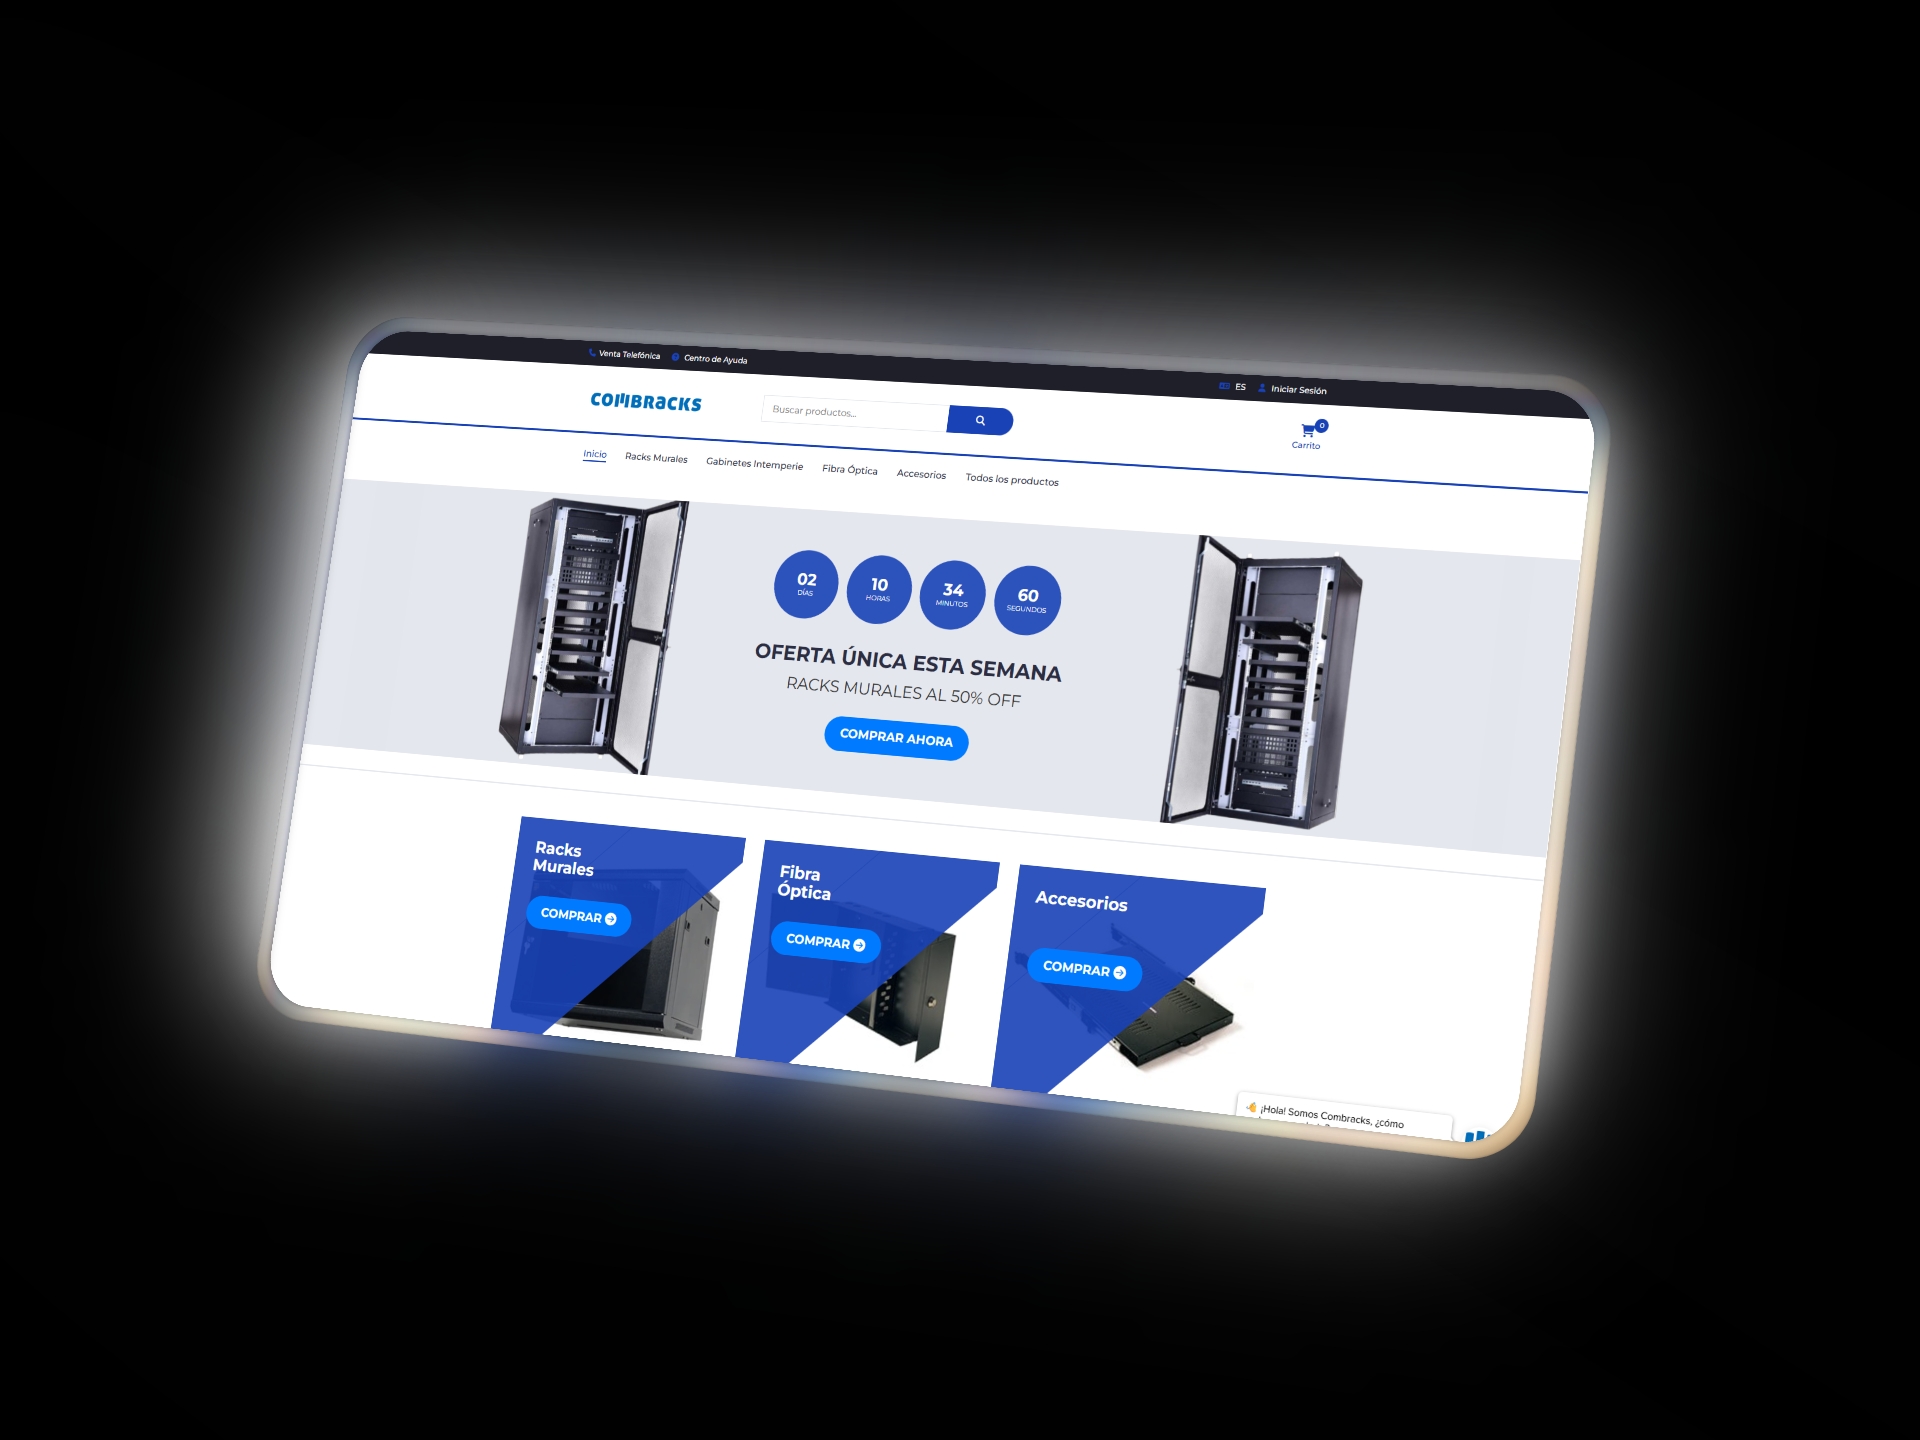 Venta Telefónica
Centro de Ayuda
ES
Iniciar Sesión
COMBRACKS
Buscar productos...
0
Carrito
Inicio
Racks Murales
Gabinetes Intemperie
Fibra Óptica
Accesorios
Todos los productos
02
DÍAS
10
HORAS
34
MINUTOS
60
SEGUNDOS
OFERTA ÚNICA ESTA SEMANA
RACKS MURALES AL 50% OFF
COMPRAR AHORA
Racks
Murales
COMPRAR
Fibra
Óptica
COMPRAR
Accesorios
COMPRAR
¡Hola! Somos Combracks, ¿cómo